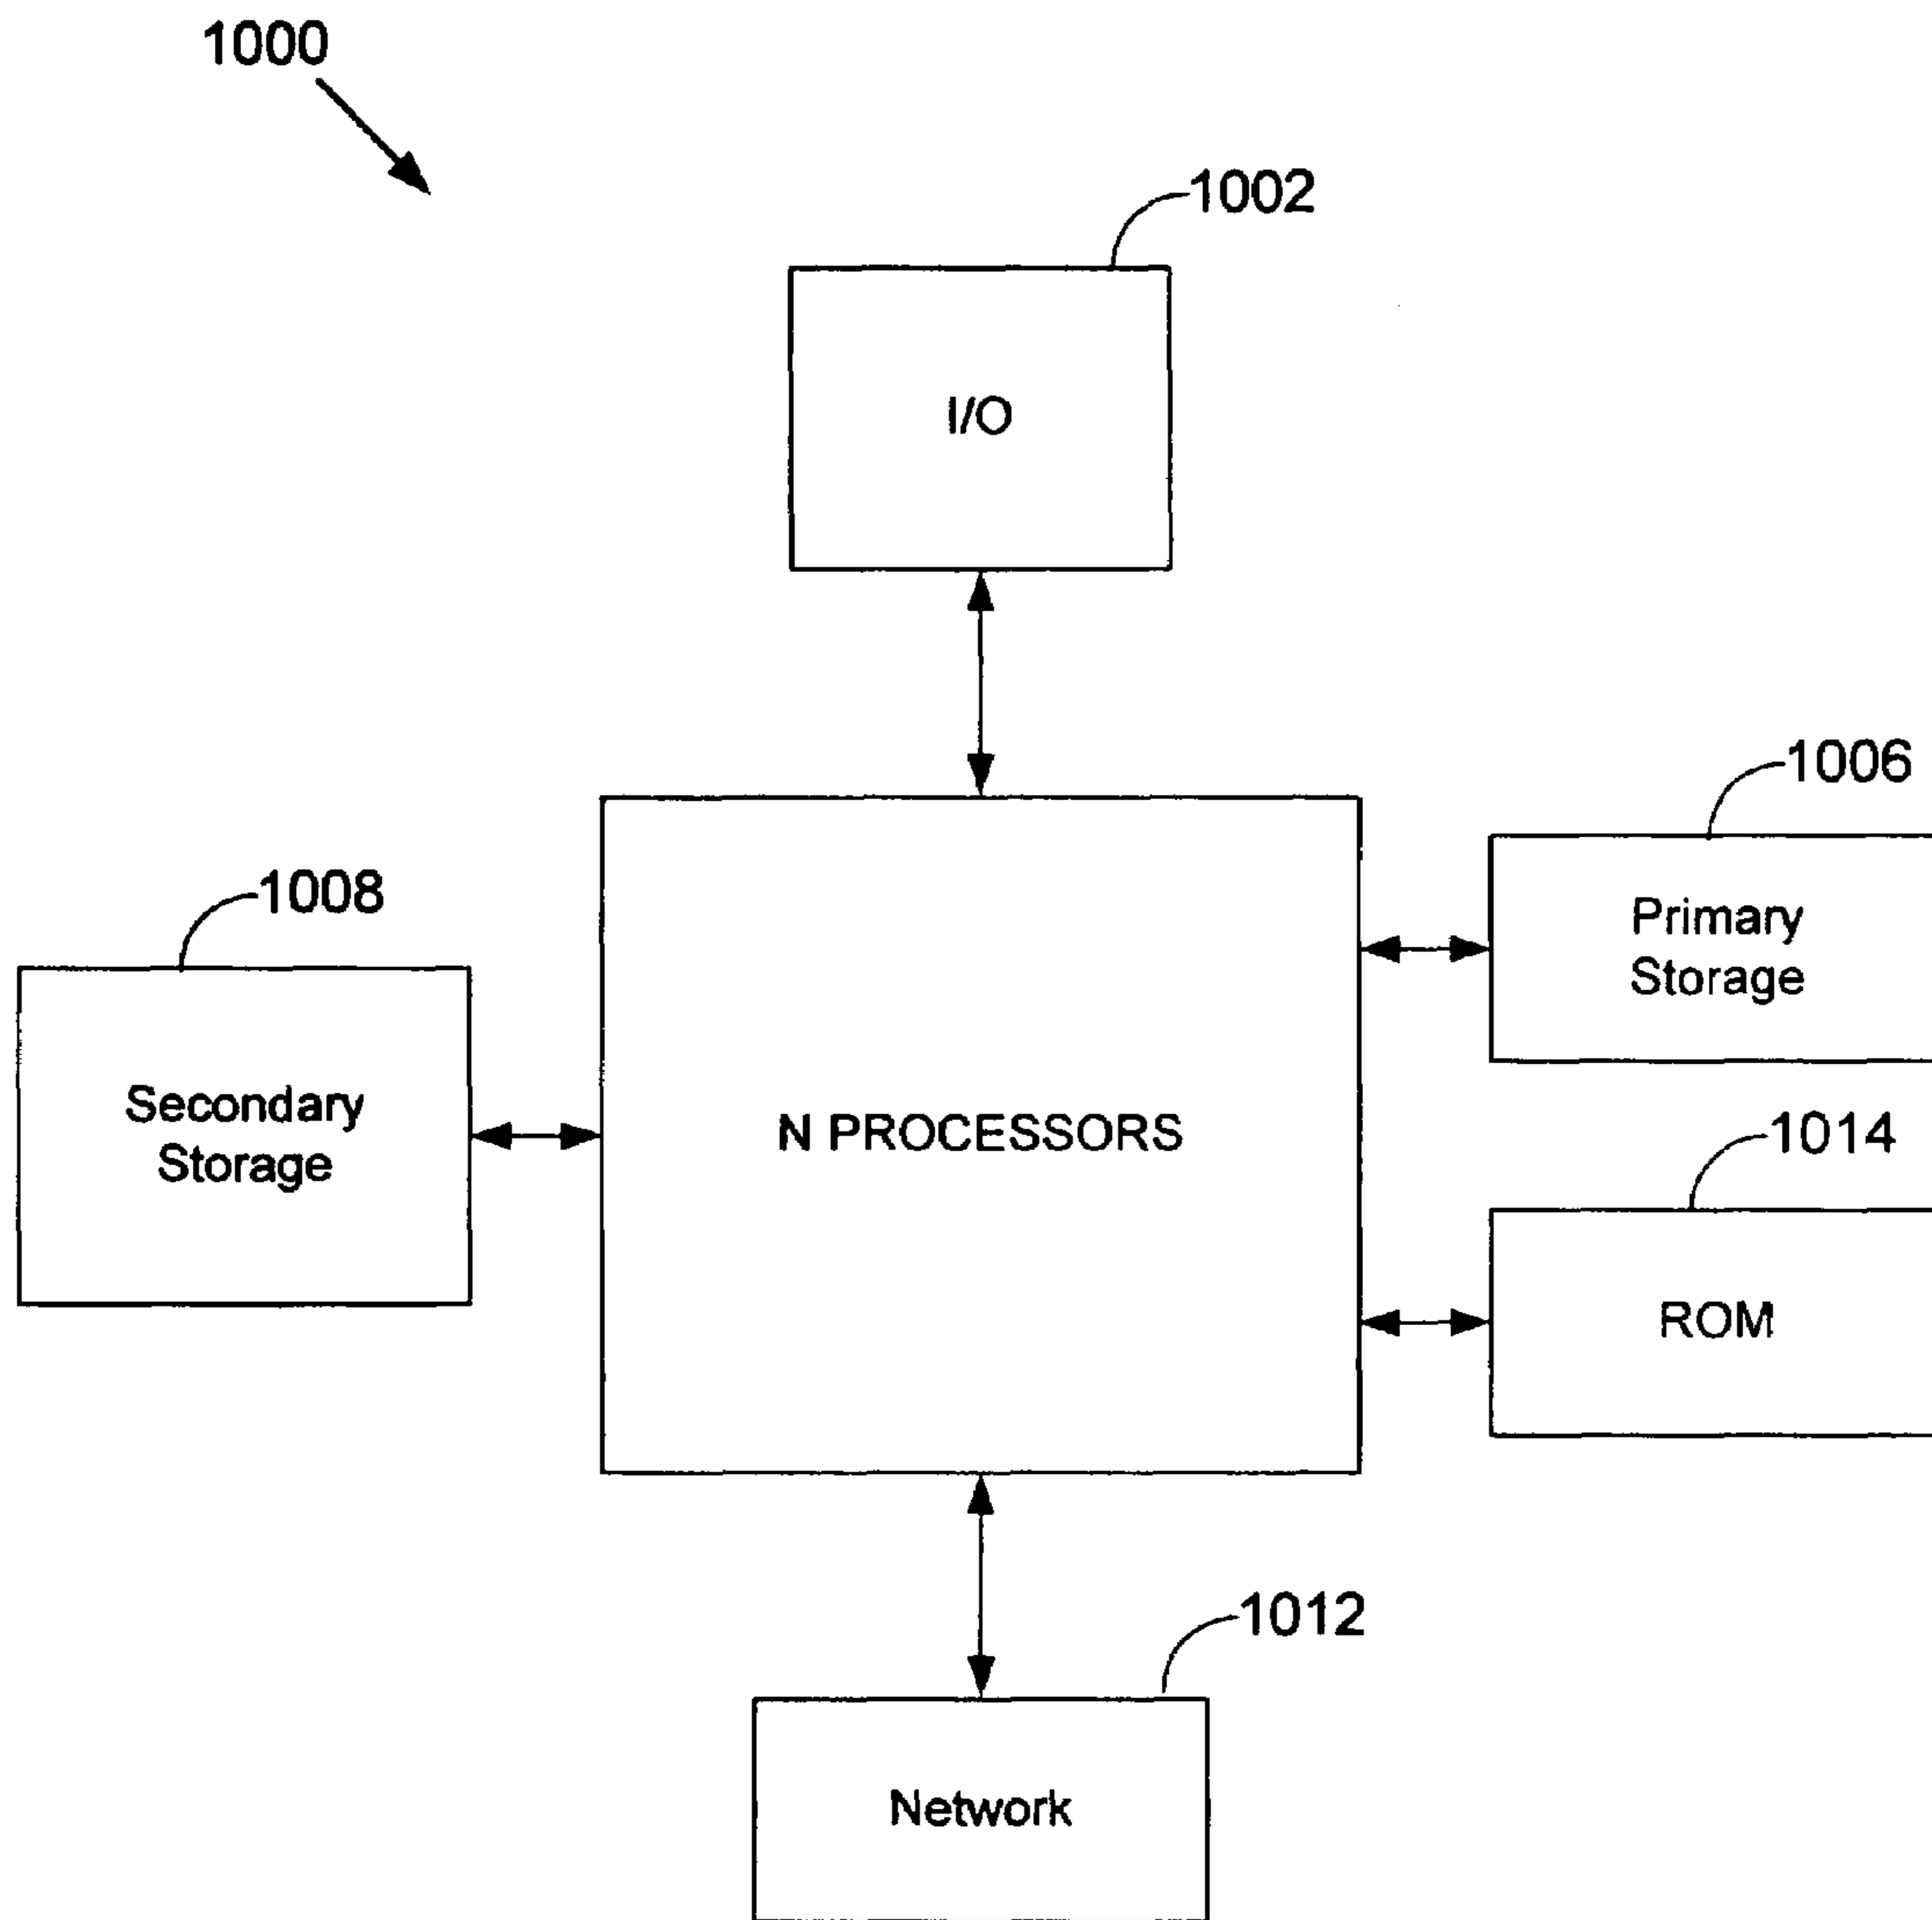 1000
1002
I/O
1006
1008
Primary
Storage
Secondary
Storage
N PROCESSORS
1014
ROM
1012
Network